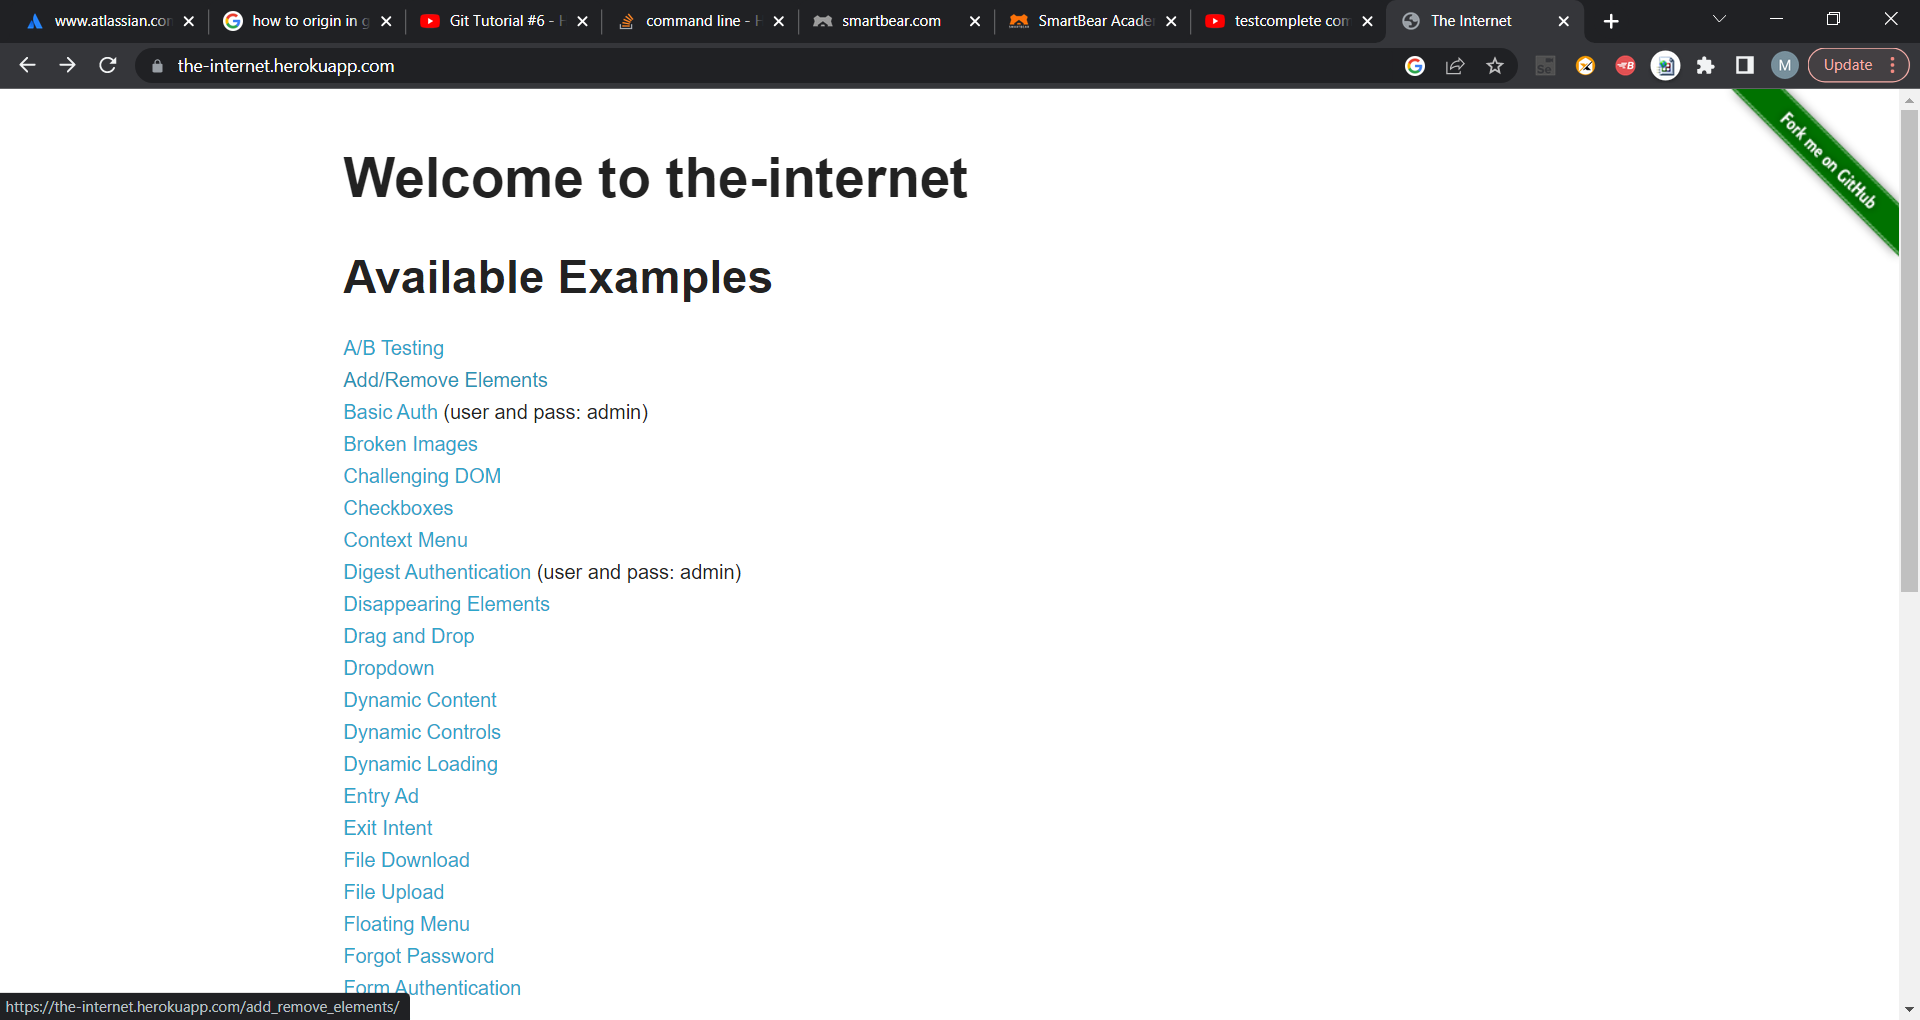 www.atlassian.cor
how to origin in g
Git Tutorial #6 -
command line -
smartbear.com
SmartBear Acade
testcomplete com
The Internet
the-internet.herokuapp.com
Se
B
M
Update
Fork me on GitHub
Welcome to the-internet
Available Examples
A/B Testing
Add/Remove Elements
Basic Auth (user and pass: admin)
Broken Images
Challenging DOM
Checkboxes
Context Menu
Digest Authentication (user and pass: admin)
Disappearing Elements
Drag and Drop
Dropdown
Dynamic Content
Dynamic Controls
Dynamic Loading
Entry Ad
Exit Intent
File Download
File Upload
Floating Menu
Forgot Password
Form Authentication
https://the-internet.herokuapp.com/add_remove_elements/